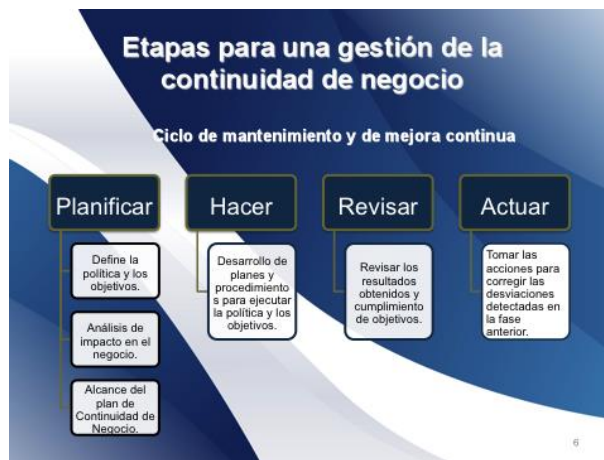 Etapas para una gestión de la
continuidad de negocio
Ciclo de mantenimiento y de mejora continua
Planificar
Hacer
Revisar
Actuar
Define la
política y los
objetivos.
Análisis de
impacto en el
negocio.
Alcance del
plan de
Continuidad de
Negocio.
Desarrollo de
planes y
procedimiento
s para ejecutar
la política y los
objetivos.
Revisar los
resultados
obtenidos y
cumplimiento
de objetivos.
Tomar las
acciones para
corregir las
desviaciones
detectadas en
la fase
anterior.
6